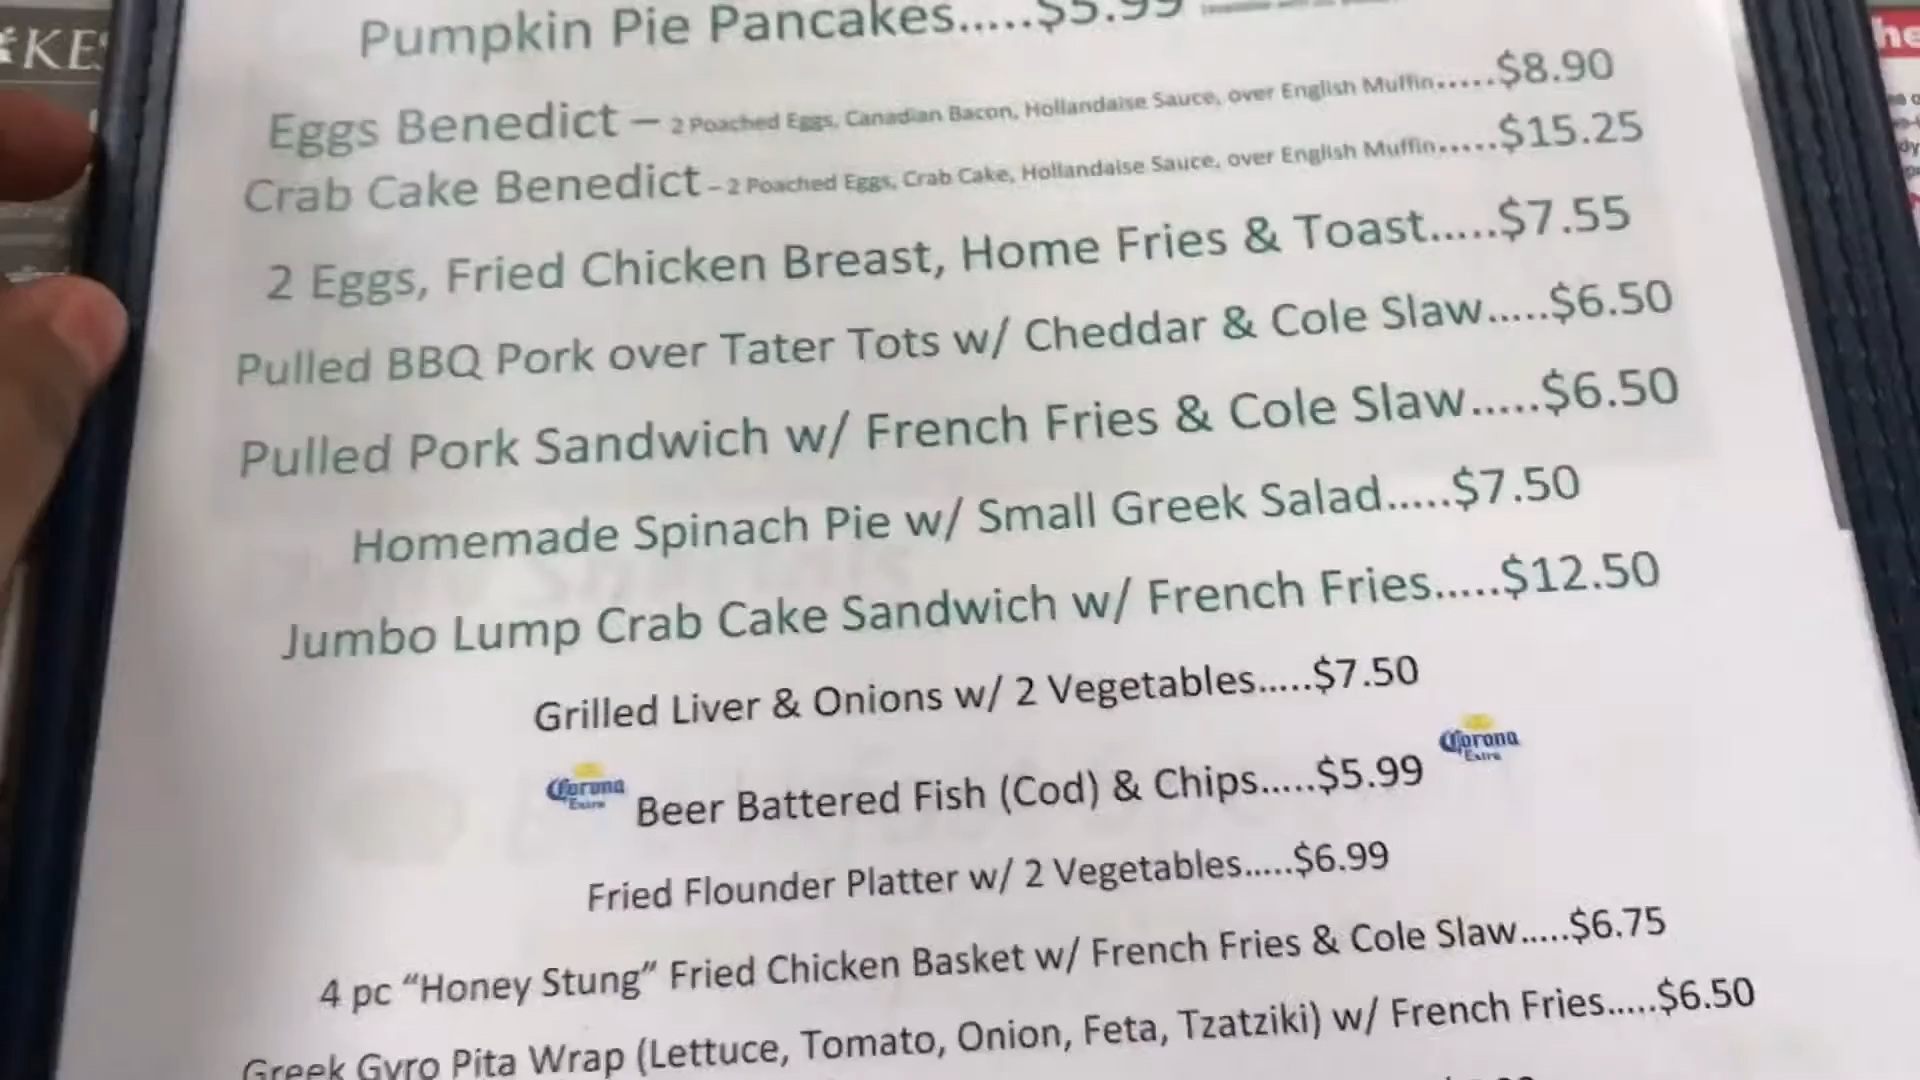 KES
Pumpkin Pie Pancakes.....$5.99
Eggs Benedict – 2 Poached Eggs, Canadian Bacon, Hollandaise Sauce, over English Muffin.....$8.90
Crab Cake Benedict – 2 Poached Eggs, Crab Cake, Hollandaise Sauce, over English Muffin.....$15.25
2 Eggs, Fried Chicken Breast, Home Fries & Toast.....$7.55
Pulled BBQ Pork over Tater Tots w/ Cheddar & Cole Slaw.....$6.50
Pulled Pork Sandwich w/ French Fries & Cole Slaw.....$6.50
Homemade Spinach Pie w/ Small Greek Salad.....$7.50
Jumbo Lump Crab Cake Sandwich w/ French Fries.....$12.50
Grilled Liver & Onions w/ 2 Vegetables.....$7.50
Corona Extra Beer Battered Fish (Cod) & Chips.....$5.99 Corona Extra
Fried Flounder Platter w/ 2 Vegetables.....$6.99
4 pc “Honey Stung” Fried Chicken Basket w/ French Fries & Cole Slaw.....$6.75
Greek Gyro Pita Wrap (Lettuce, Tomato, Onion, Feta, Tzatziki) w/ French Fries.....$6.50